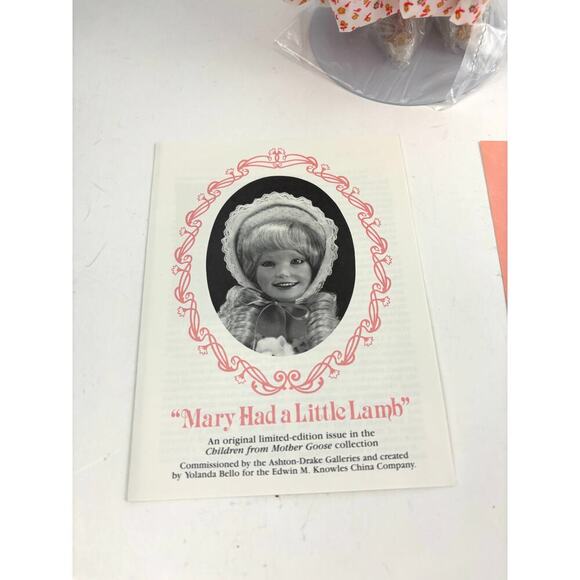 "Mary Had a Little Lamb"
An original limited-edition issue in the
Children from Mother Goose collection
Commissioned by the Ashton-Drake Galleries and created
by Yolanda Bello for the Edwin M. Knowles China Company.